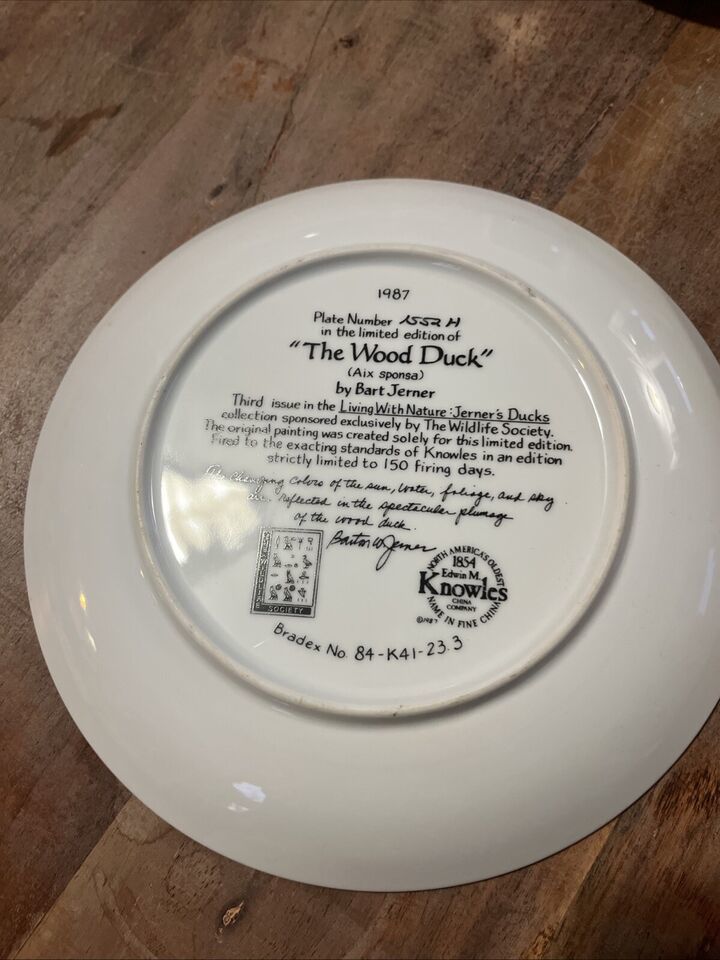 1987
Plate Number 1552 H
in the limited edition of
"The Wood Duck"
(Aix sponsa)
by Bart Jerner
Third issue in the Living With Nature: Jerner's Ducks
collection sponsored exclusively by The Wildlife Society.
The original painting was created solely for this limited edition.
Fired to the exacting standards of Knowles in an edition
strictly limited to 150 firing days.
The changing colors of the sun, water, foliage, and sky
are reflected in the spectacular plumage
of the wood duck.
Barton W. Jerner
THE WILDLIFE
SOCIETY
NORTH AMERICA'S OLDEST
1854
Edwin M.
Knowles
CHINA
COMPANY
NAME IN FINE CHINA
©1987
Bradex No. 84-K41-23.3